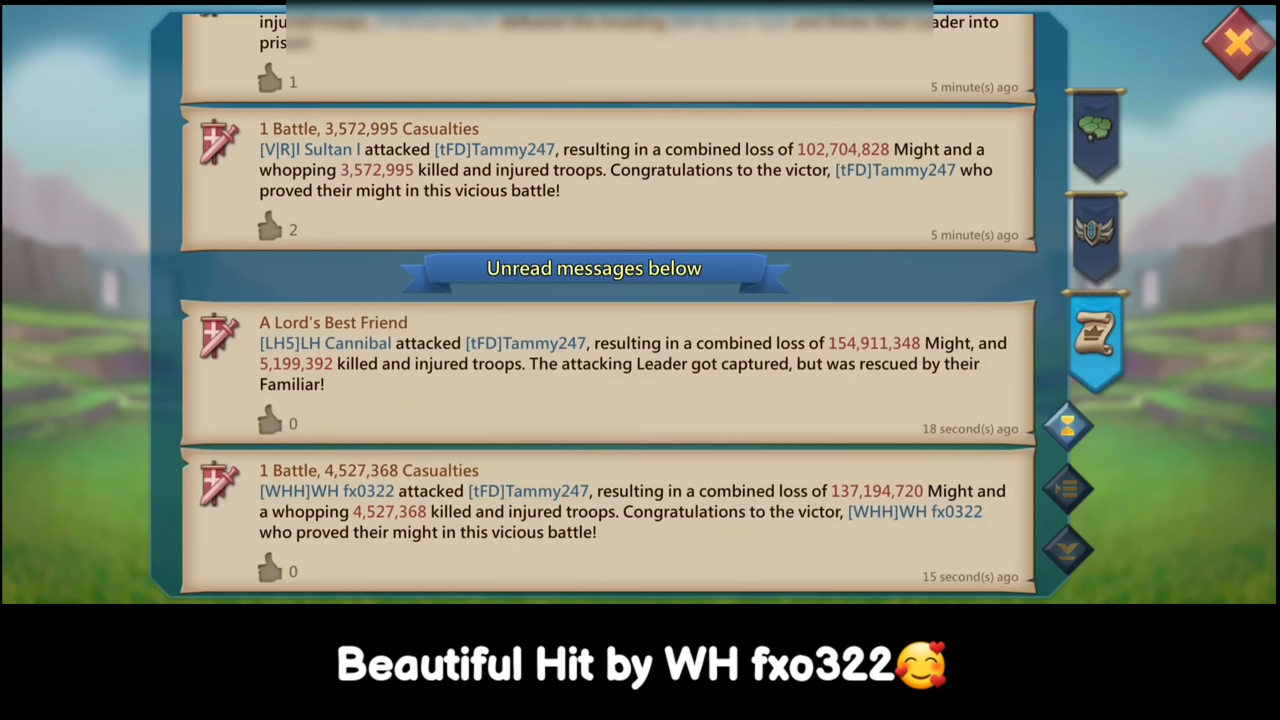 ader into
1
5 minute(s) ago
1 Battle, 3,572,995 Casualties
[V|R]l Sultan l attacked [tFD]Tammy247, resulting in a combined loss of 102,704,828 Might and a
whopping 3,572,995 killed and injured troops. Congratulations to the victor, [tFD]Tammy247 who
proved their might in this vicious battle!
2
5 minute(s) ago
Unread messages below
A Lord's Best Friend
[LH5]LH Cannibal attacked [tFD]Tammy247, resulting in a combined loss of 154,911,348 Might, and
5,199,392 killed and injured troops. The attacking Leader got captured, but was rescued by their
Familiar!
0
18 second(s) ago
1 Battle, 4,527,368 Casualties
[WHH]WH fx0322 attacked [tFD]Tammy247, resulting in a combined loss of 137,194,720 Might and
a whopping 4,527,368 killed and injured troops. Congratulations to the victor, [WHH]WH fx0322
who proved their might in this vicious battle!
0
15 second(s) ago
Beautiful Hit by WH fxo322🥰